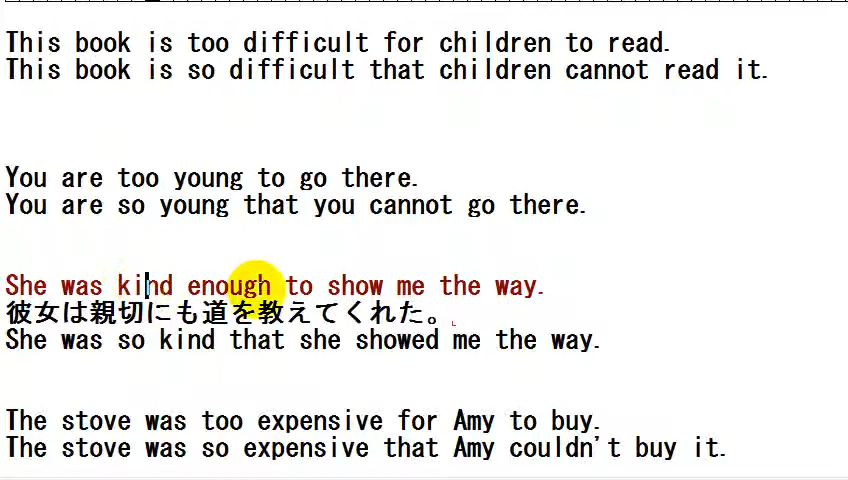 This book is too difficult for children to read.
This book is so difficult that children cannot read it.
You are too young to go there.
You are so young that you cannot go there.
She was kind enough to show me the way.
彼女は親切にも道を教えてくれた。
She was so kind that she showed me the way.
The stove was too expensive for Amy to buy.
The stove was so expensive that Amy couldn't buy it.